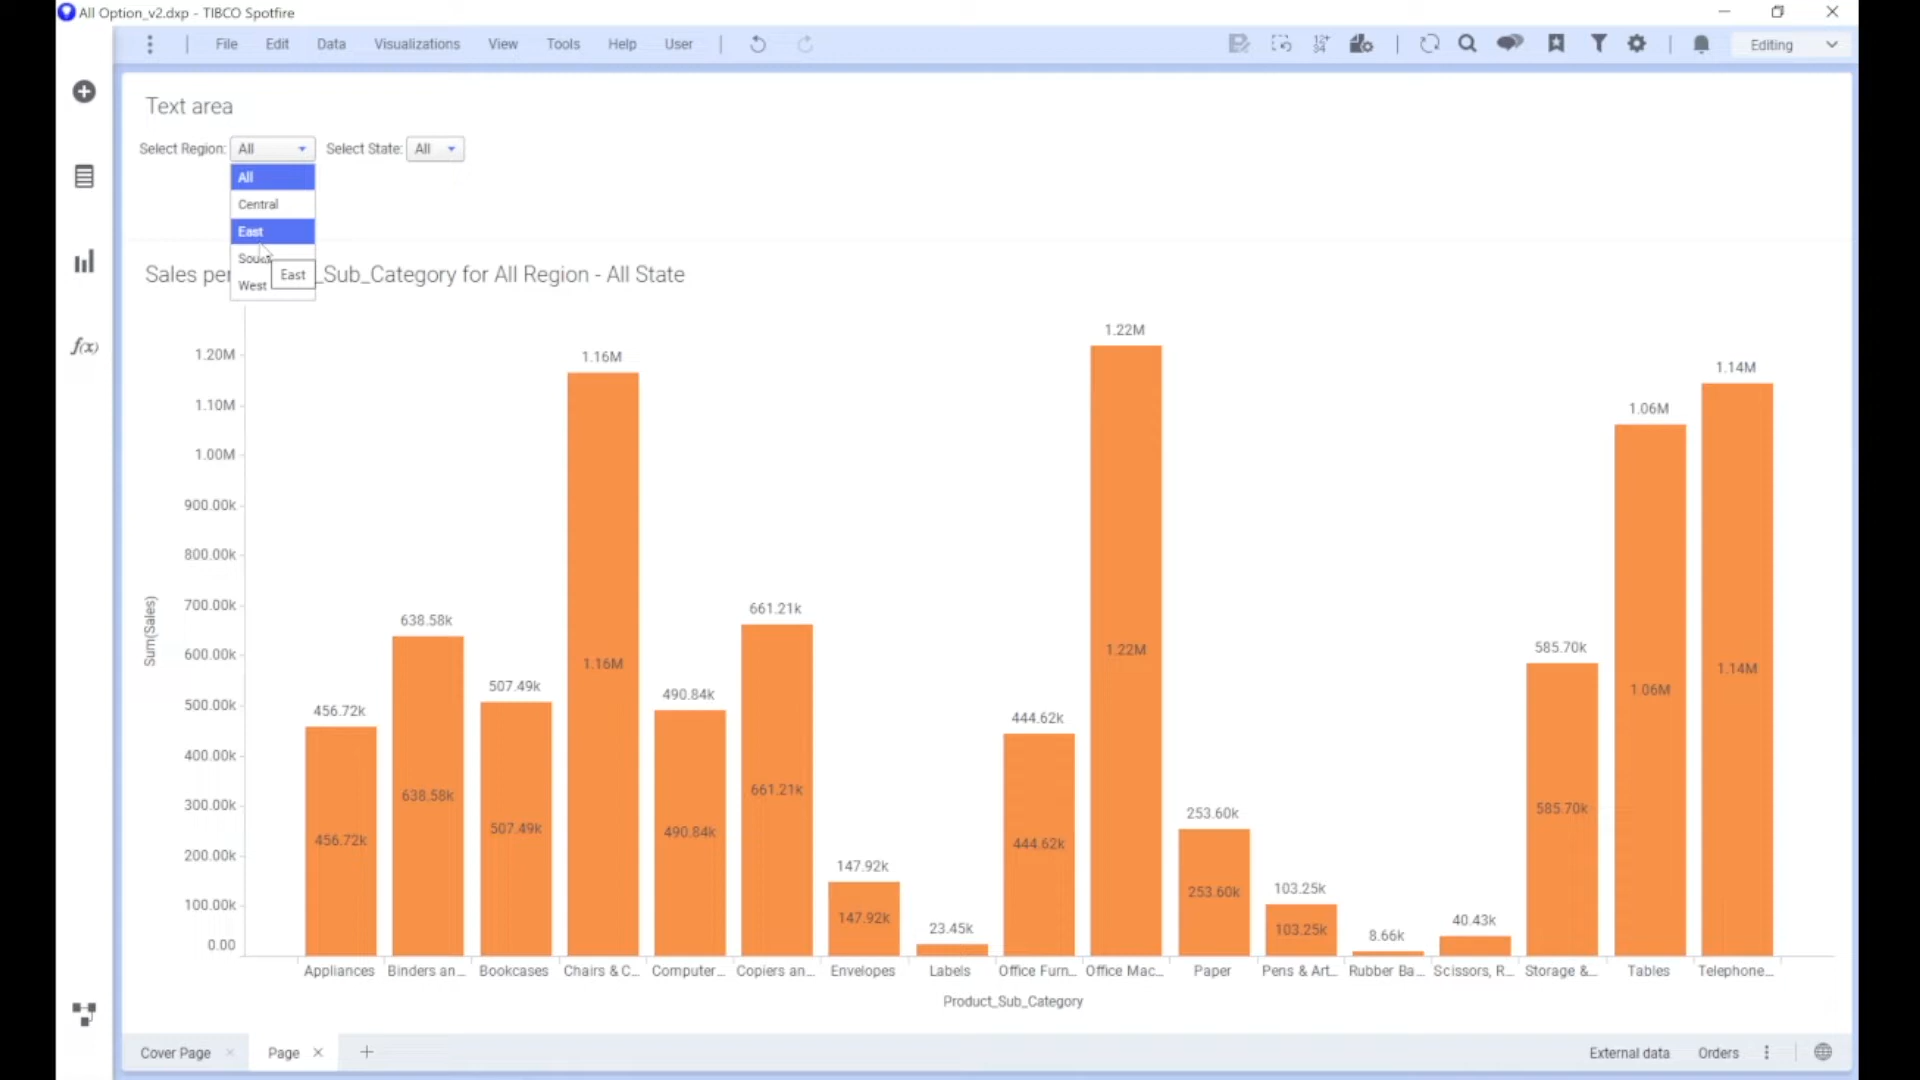 All Option_v2.dxp - TIBCO Spotfire
File Edit Data Visualizations View Tools Help User
Editing
Text area
Select Region: All Select State: All
All
Central
East
West
East
Sales per _Sub_Category for All Region - All State
f(x)
Sum(Sales)
1.20M
1.10M
1.00M
900.00k
800.00k
700.00k
600.00k
500.00k
400.00k
300.00k
200.00k
100.00k
0.00
456.72k
638.58k
507.49k
1.16M
490.84k
661.21k
147.92k
23.45k
444.62k
1.22M
253.60k
103.25k
8.66k
40.43k
585.70k
1.06M
1.14M
456.72k
638.58k
507.49k
1.16M
490.84k
661.21k
147.92k
444.62k
1.22M
253.60k
103.25k
585.70k
1.06M
1.14M
Appliances Binders an... Bookcases Chairs & C... Computer... Copiers an... Envelopes Labels Office Furn... Office Mac... Paper Pens & Art... Rubber Ba... Scissors, R... Storage &... Tables Telephone...
Product_Sub_Category
Cover Page Page
External data Orders